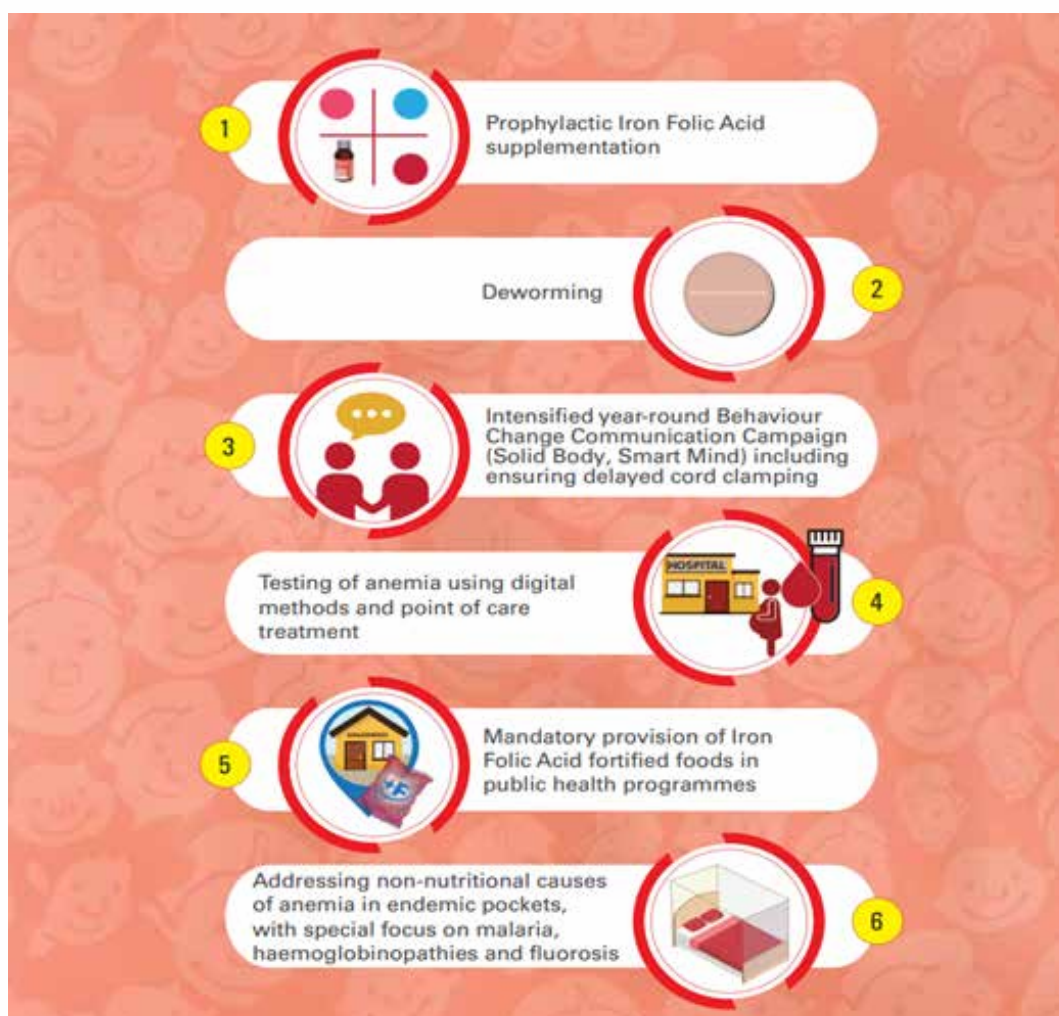 1
Prophylactic Iron Folic Acid
supplementation
Deworming
2
3
Intensified year-round Behaviour
Change Communication Campaign
(Solid Body, Smart Mind) including
ensuring delayed cord clamping
HOSPITAL
Testing of anemia using digital
methods and point of care
treatment
4
5
Mandatory provision of Iron
Folic Acid fortified foods in
public health programmes
+F
Addressing non-nutritional causes
of anemia in endemic pockets,
with special focus on malaria,
haemoglobinopathies and fluorosis
6